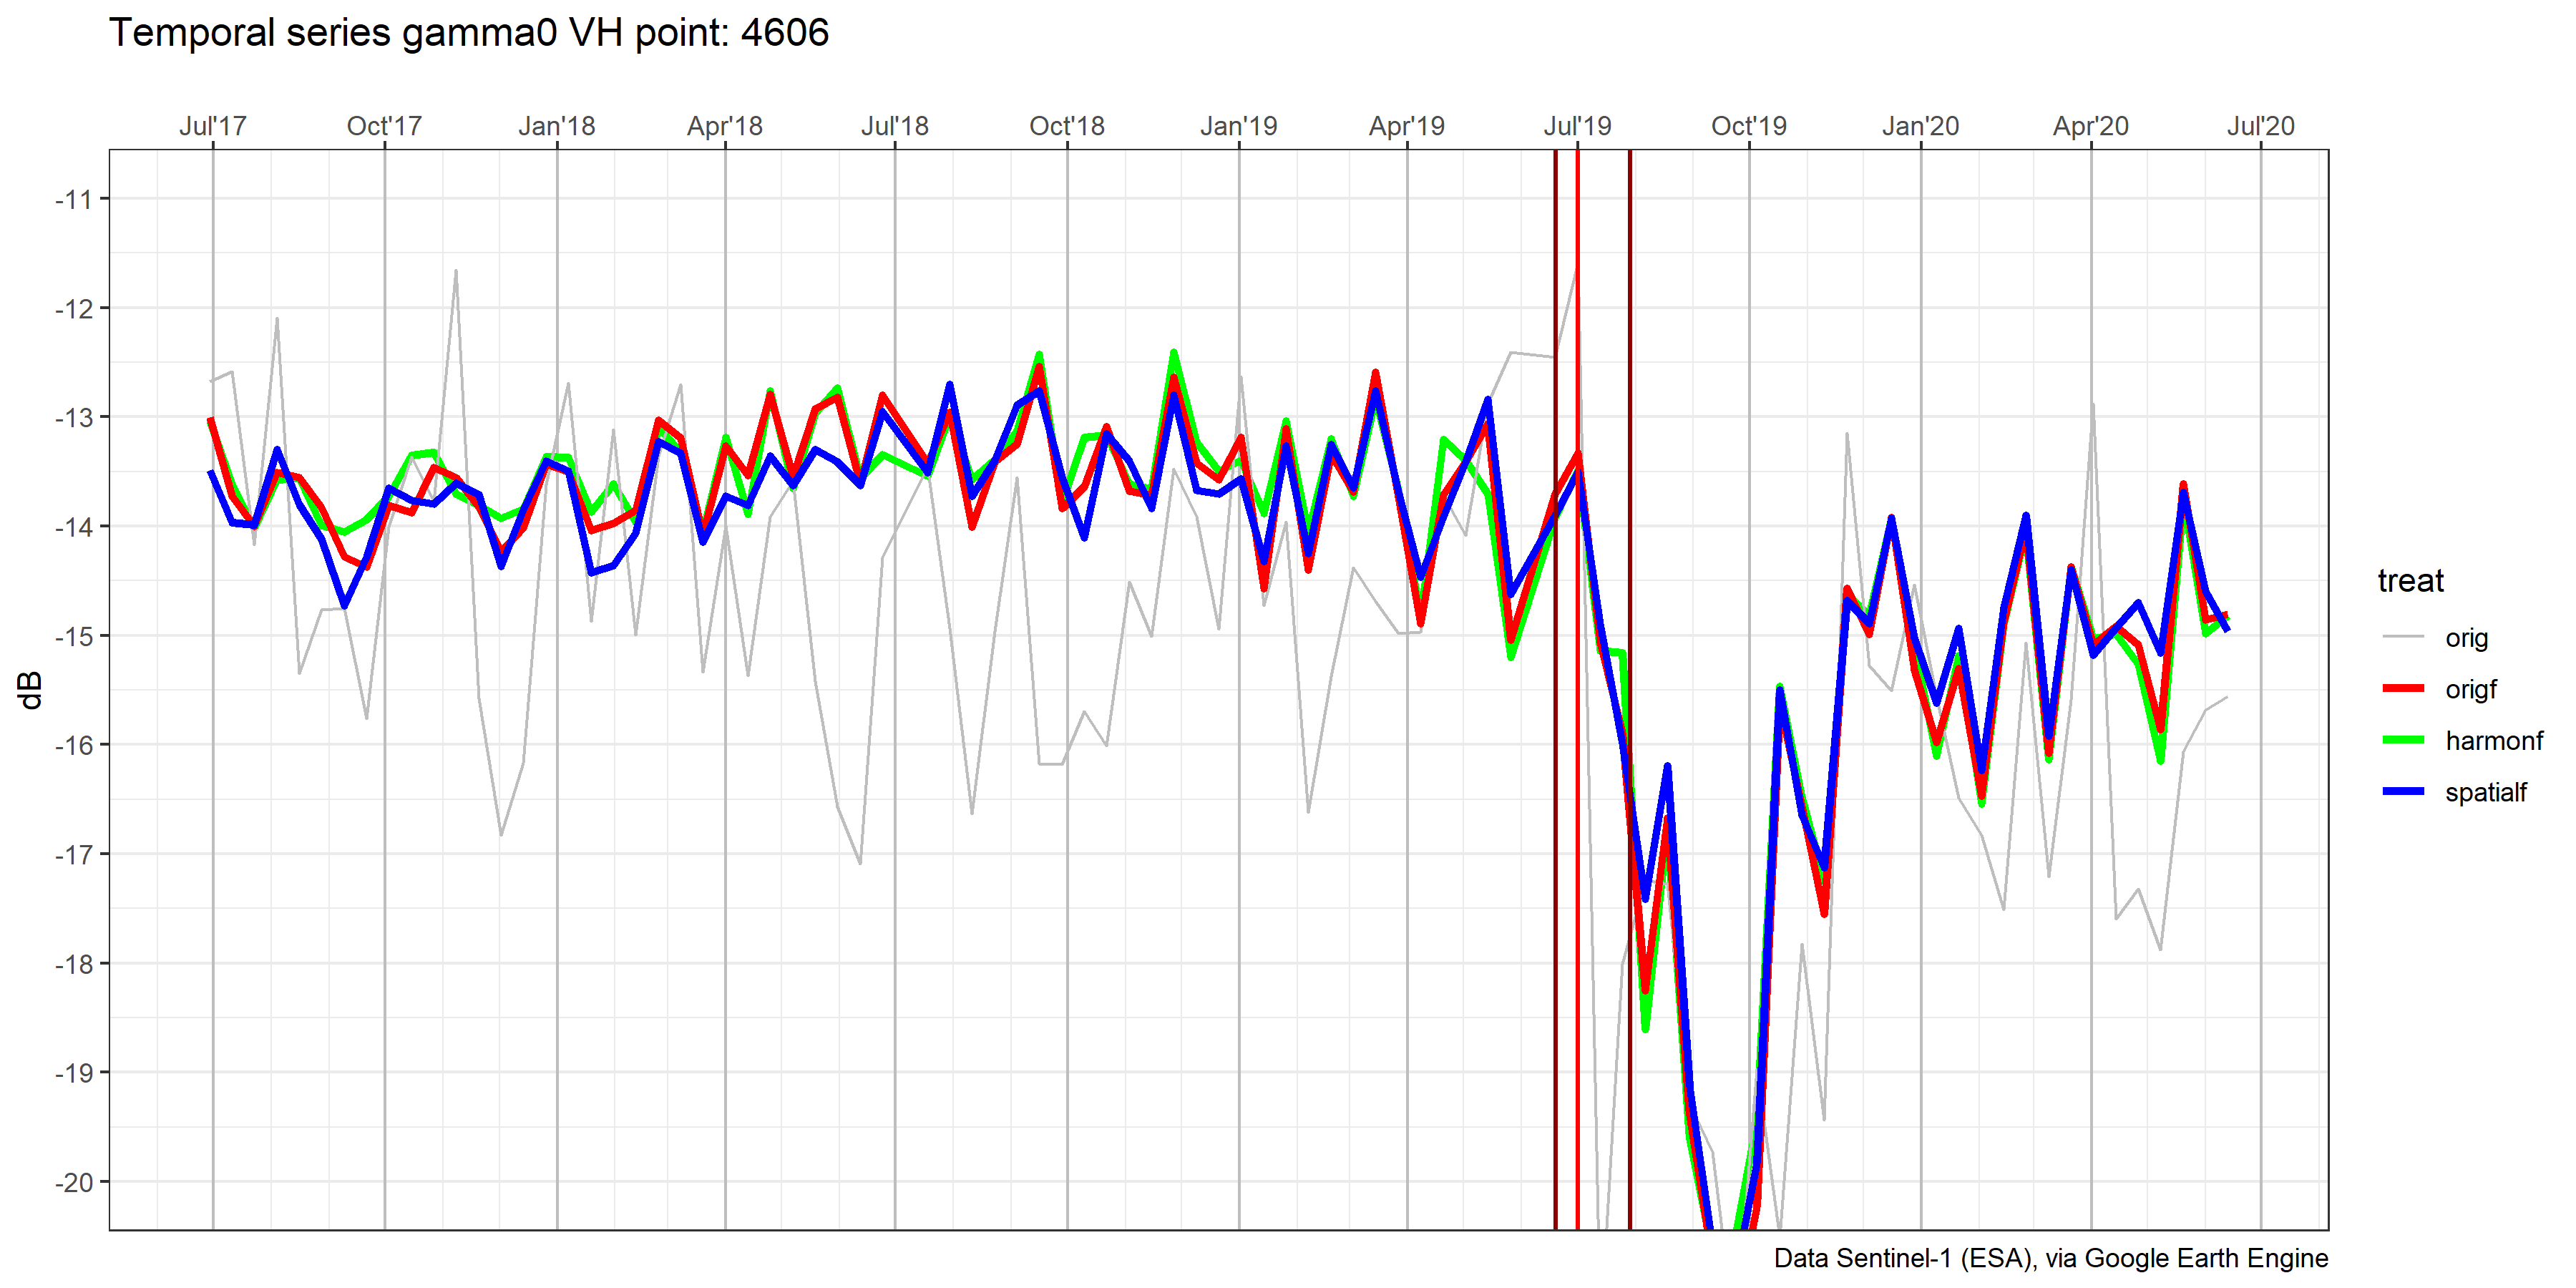 Temporal series gamma0 VH point: 4606
Jul'17 Oct'17 Jan'18 Apr'18 Jul'18 Oct'18 Jan'19 Apr'19 Jul'19 Oct'19 Jan'20 Apr'20 Jul'20
-11
-12
-13
-14
-15
-16
-17
-18
-19
-20
dB
treat
orig
origf
harmonf
spatialf
Data Sentinel-1 (ESA), via Google Earth Engine